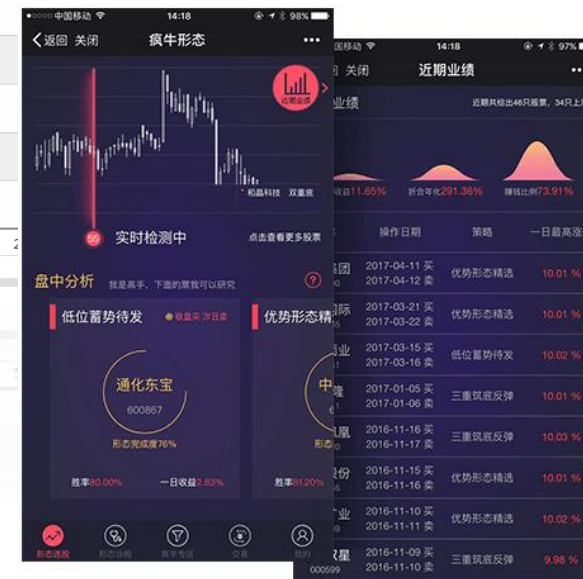 中国移动 14:18 98%
返回 关闭 疯牛形态
近期业绩
和晶科技 双重底
55 实时检测中 点击查看更多股票
盘中分析 我是高手，下面的票我可以研究 ?
低位蓄势待发 收盘买 次日卖
优势形态精
通化东宝
600867
形态完成度76%
胜率80.00% 一日收益2.83%
中
形态
胜率81.20%
形态选股 形态诊股 高手专区 交易 我的
国移动 14:18 97%
关闭 近期业绩
业绩 近期共给出46只股票，34只上
收益11.65% 折合年化291.36% 赚钱比例73.91%
操作日期 策略 一日最高涨
团 2017-04-11 买 优势形态精选 10.01 %
2017-04-12 卖
际 2017-03-21 买 优势形态精选 10.01 %
2017-03-22 卖
业 2017-03-15 买 低位蓄势待发 10.02 %
2017-03-16 卖
隆 2017-01-05 买 三重筑底反弹 10.01 %
2017-01-06 卖
凰 2016-11-16 买 三重筑底反弹 10.03 %
2016-11-17 卖
份 2016-11-15 买 优势形态精选 10.01 %
2016-11-16 卖
业 2016-11-10 买 优势形态精选 10.02 %
2016-11-11 卖
双星 2016-11-09 买 三重筑底反弹 9.98 %
000599 2016-11-10 卖